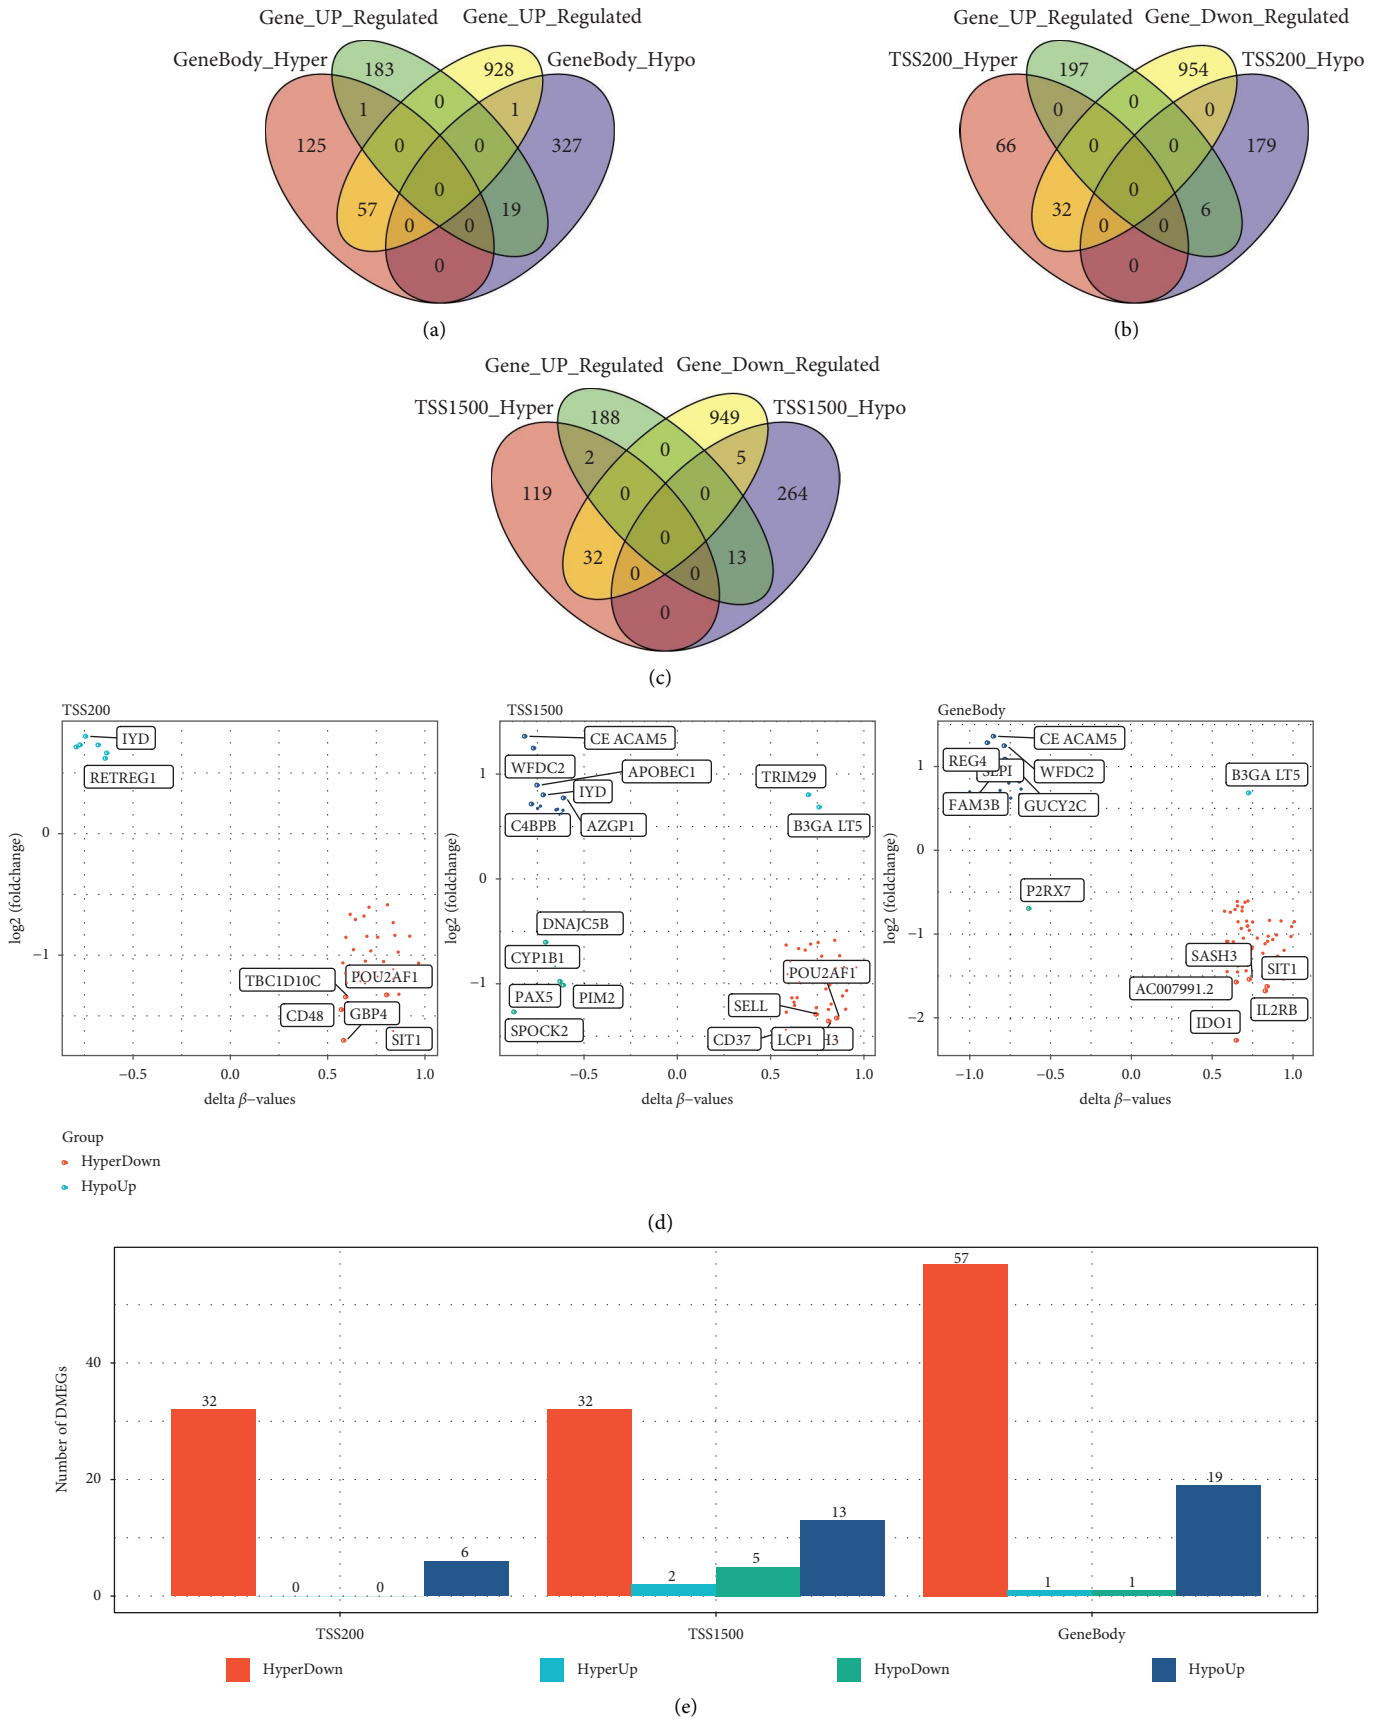 Gene_UP_Regulated Gene_UP_Regulated
GeneBody_Hyper GeneBody_Hypo
183 928
1 0 1
125 0 0 327
0
57 19
0 0
0
(a)
Gene_UP_Regulated Gene_Dwon_Regulated
TSS200_Hyper TSS200_Hypo
197 954
0 0 0
66 0 0 179
0
32 6
0 0
0
(b)
Gene_UP_Regulated Gene_Down_Regulated
TSS1500_Hyper TSS1500_Hypo
188 949
2 0 5
119 0 0 264
0
32 13
0 0
0
(c)
TSS200
log2 (foldchange)
0
−1
IYD
RETREG1
TBC1D10C
POU2AF1
CD48
GBP4
SIT1
−0.5 0.0 0.5 1.0
delta β−values
TSS1500
log2 (foldchange)
1
0
−1
CE ACAM5
WFDC2
APOBEC1
IYD
C4BPB
AZGP1
TRIM29
B3GA LT5
DNAJC5B
CYP1B1
PAX5
PIM2
SPOCK2
POU2AF1
SELL
CD37
LCP1
H3
−0.5 0.0 0.5 1.0
delta β−values
GeneBody
log2 (foldchange)
1
0
−1
−2
CE ACAM5
REG4
SLPI
WFDC2
FAM3B
GUCY2C
B3GA LT5
P2RX7
SASH3
SIT1
AC007991.2
IL2RB
IDO1
−1.0 −0.5 0.0 0.5 1.0
delta β−values
Group
HyperDown
HypoUp
(d)
Number of DMEGs
40
20
0
32 0 0 6
32 2 5 13
57 1 1 19
TSS200 TSS1500 GeneBody
HyperDown HyperUp HypoDown HypoUp
(e)